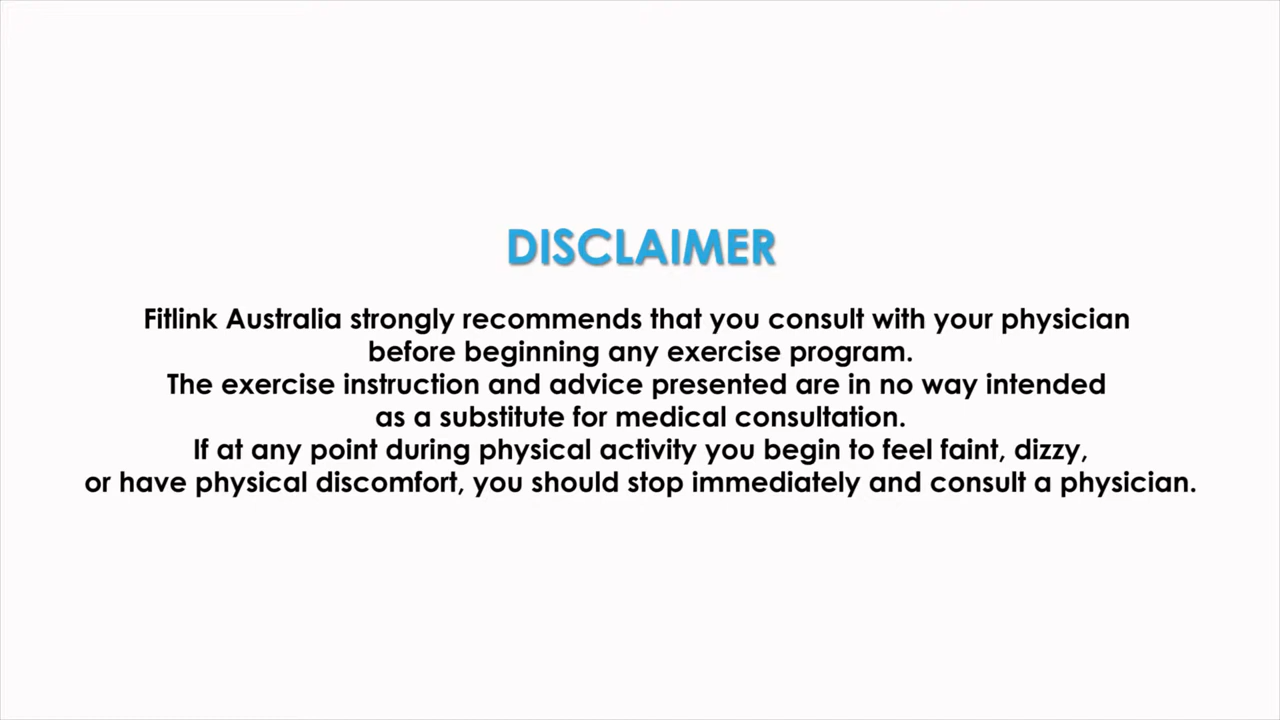 DISCLAIMER
Fitlink Australia strongly recommends that you consult with your physician
before beginning any exercise program.
The exercise instruction and advice presented are in no way intended
as a substitute for medical consultation.
If at any point during physical activity you begin to feel faint, dizzy,
or have physical discomfort, you should stop immediately and consult a physician.